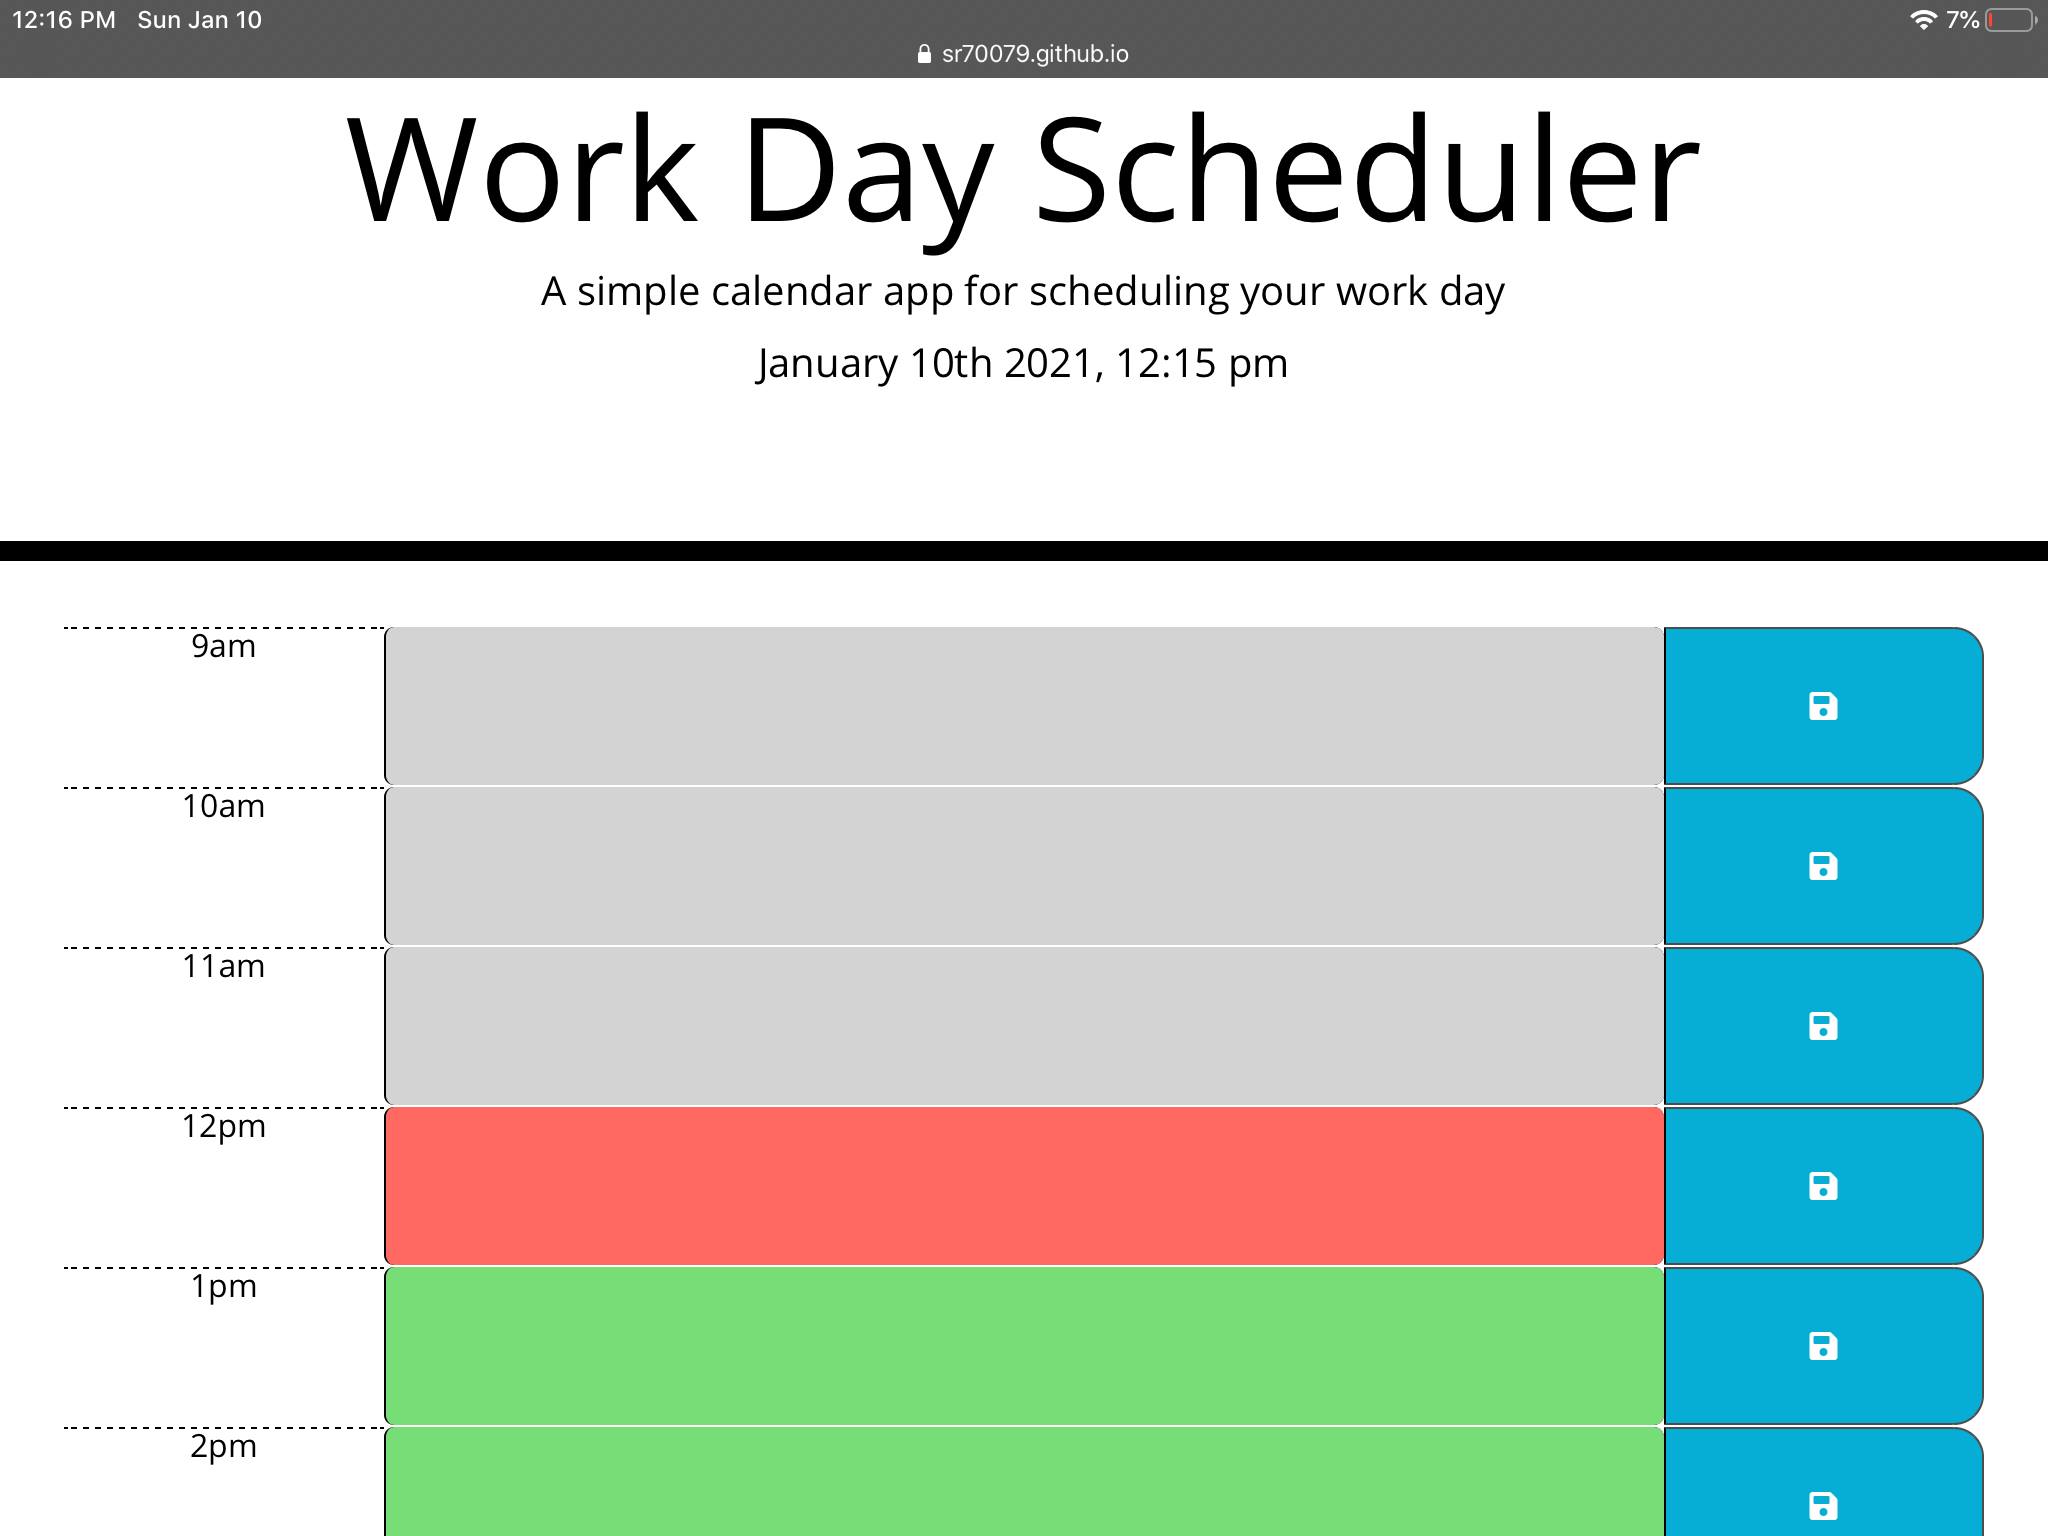 12:16 PM Sun Jan 10
7%
sr70079.github.io
Work Day Scheduler
A simple calendar app for scheduling your work day
January 10th 2021, 12:15 pm
9am
10am
11am
12pm
1pm
2pm